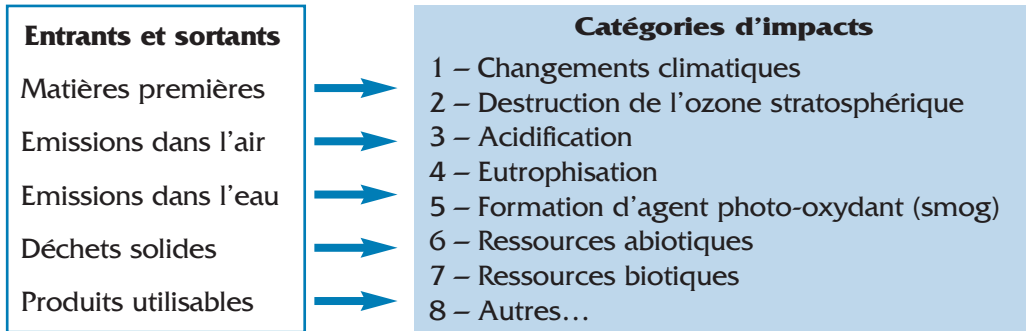 Entrants et sortants
Matières premières
Emissions dans l'air
Emissions dans l'eau
Déchets solides
Produits utilisables
Catégories d'impacts
1 – Changements climatiques
2 – Destruction de l'ozone stratosphérique
3 – Acidification
4 – Eutrophisation
5 – Formation d'agent photo-oxydant (smog)
6 – Ressources abiotiques
7 – Ressources biotiques
8 – Autres…